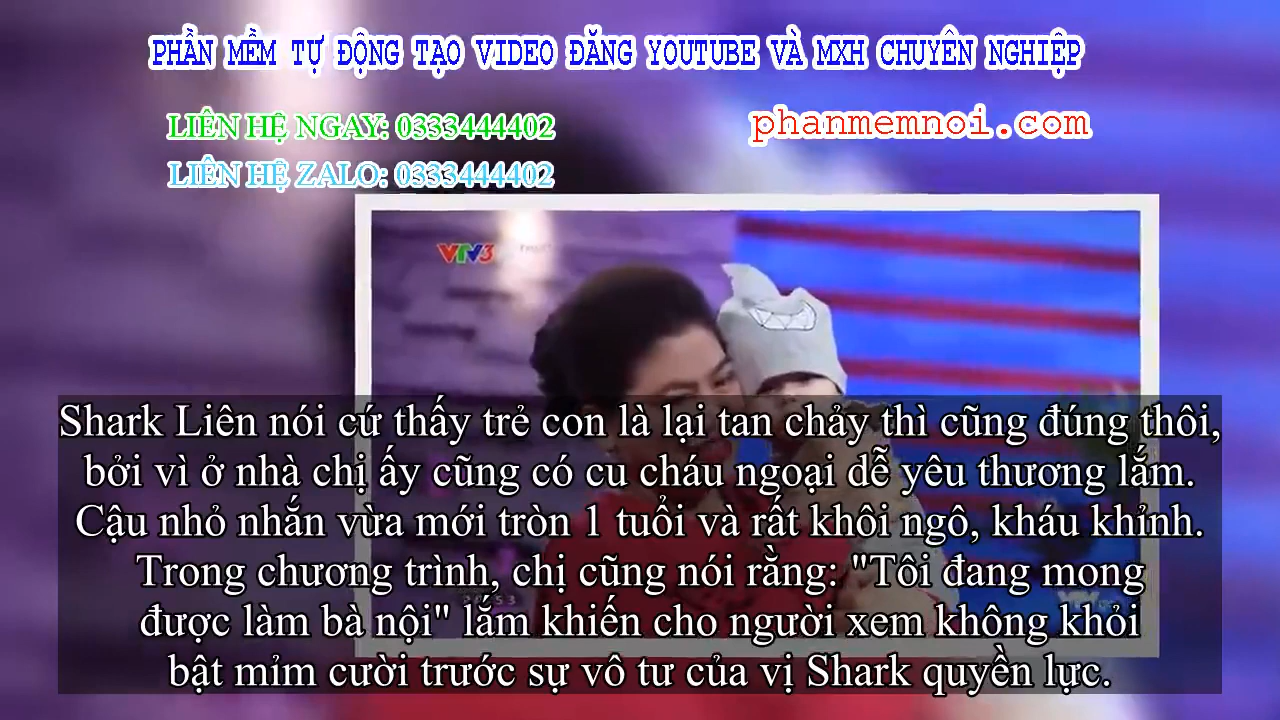 PHẦN MỀM TỰ ĐỘNG TẠO VIDEO ĐĂNG YOUTUBE VÀ MXH CHUYÊN NGHIỆP
LIÊN HỆ NGAY: 0333444402
phanmemnoi.com
LIÊN HỆ ZALO: 0333444402
VTV3
Shark Liên nói cứ thấy trẻ con là lại tan chảy thì cũng đúng thôi,
bởi vì ở nhà chị ấy cũng có cu cháu ngoại dễ yêu thương lắm.
Cậu nhỏ nhắn vừa mới tròn 1 tuổi và rất khôi ngô, kháu khỉnh.
Trong chương trình, chị cũng nói rằng: "Tôi đang mong
được làm bà nội" lắm khiến cho người xem không khỏi
bật mỉm cười trước sự vô tư của vị Shark quyền lực.